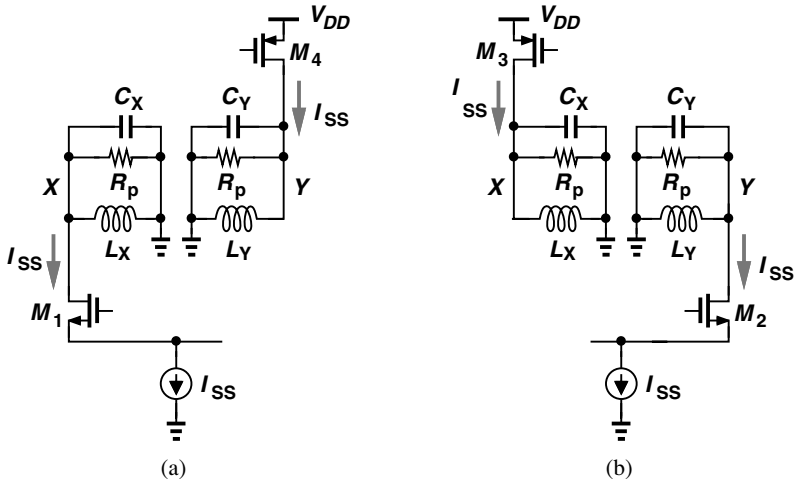 V_DD
M_4
C_X
C_Y
I_SS
R_p
R_p
X
Y
L_X
L_Y
I_SS
M_1
I_SS
(a)
V_DD
M_3
I_SS
C_X
C_Y
R_p
R_p
X
Y
L_X
L_Y
I_SS
M_2
I_SS
(b)